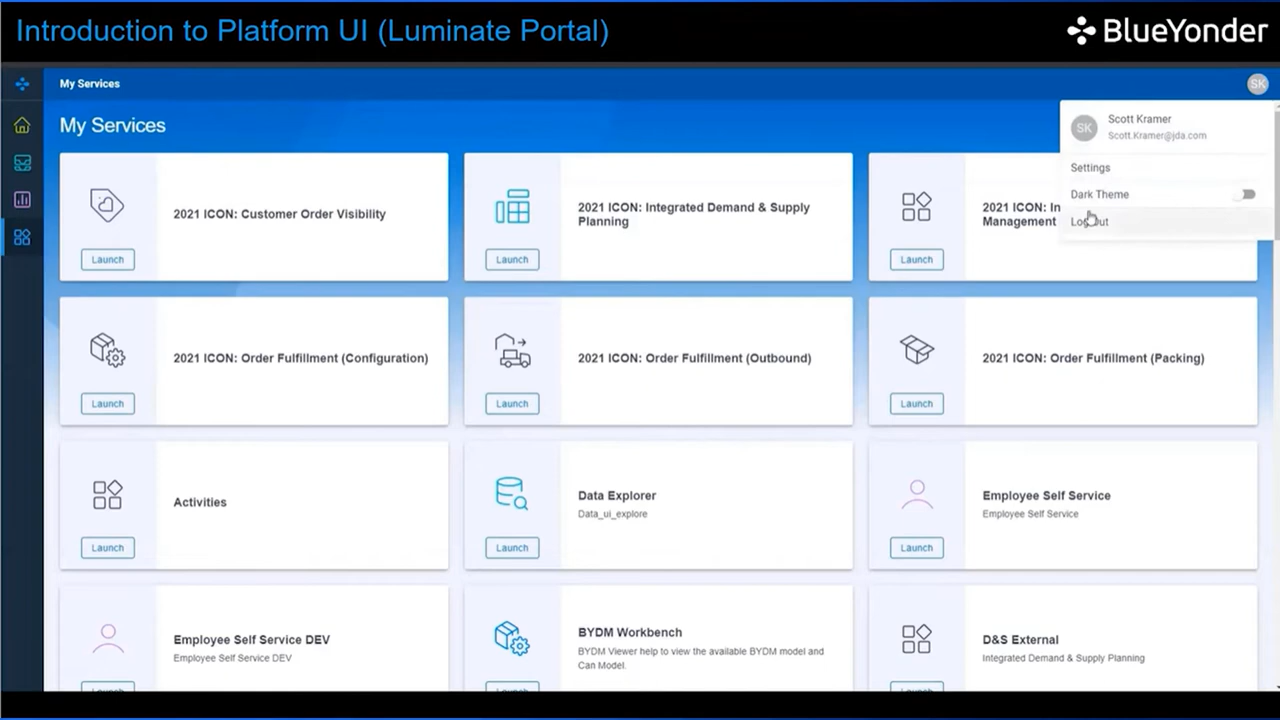 Introduction to Platform UI (Luminate Portal)
BlueYonder
My Services
SK
My Services
SK
Scott Kramer
Scott.Kramer@jda.com
Settings
Dark Theme
Log out
2021 ICON: Customer Order Visibility
Launch
2021 ICON: Integrated Demand & Supply
Planning
Launch
2021 ICON: In
Management
Launch
2021 ICON: Order Fulfillment (Configuration)
Launch
2021 ICON: Order Fulfillment (Outbound)
Launch
2021 ICON: Order Fulfillment (Packing)
Launch
Activities
Launch
Data Explorer
Data_ui_explore
Launch
Employee Self Service
Employee Self Service
Launch
Employee Self Service DEV
Employee Self Service DEV
Launch
BYDM Workbench
BYDM Viewer help to view the available BYDM model and
Can Model.
Launch
D&S External
Integrated Demand & Supply Planning
Launch